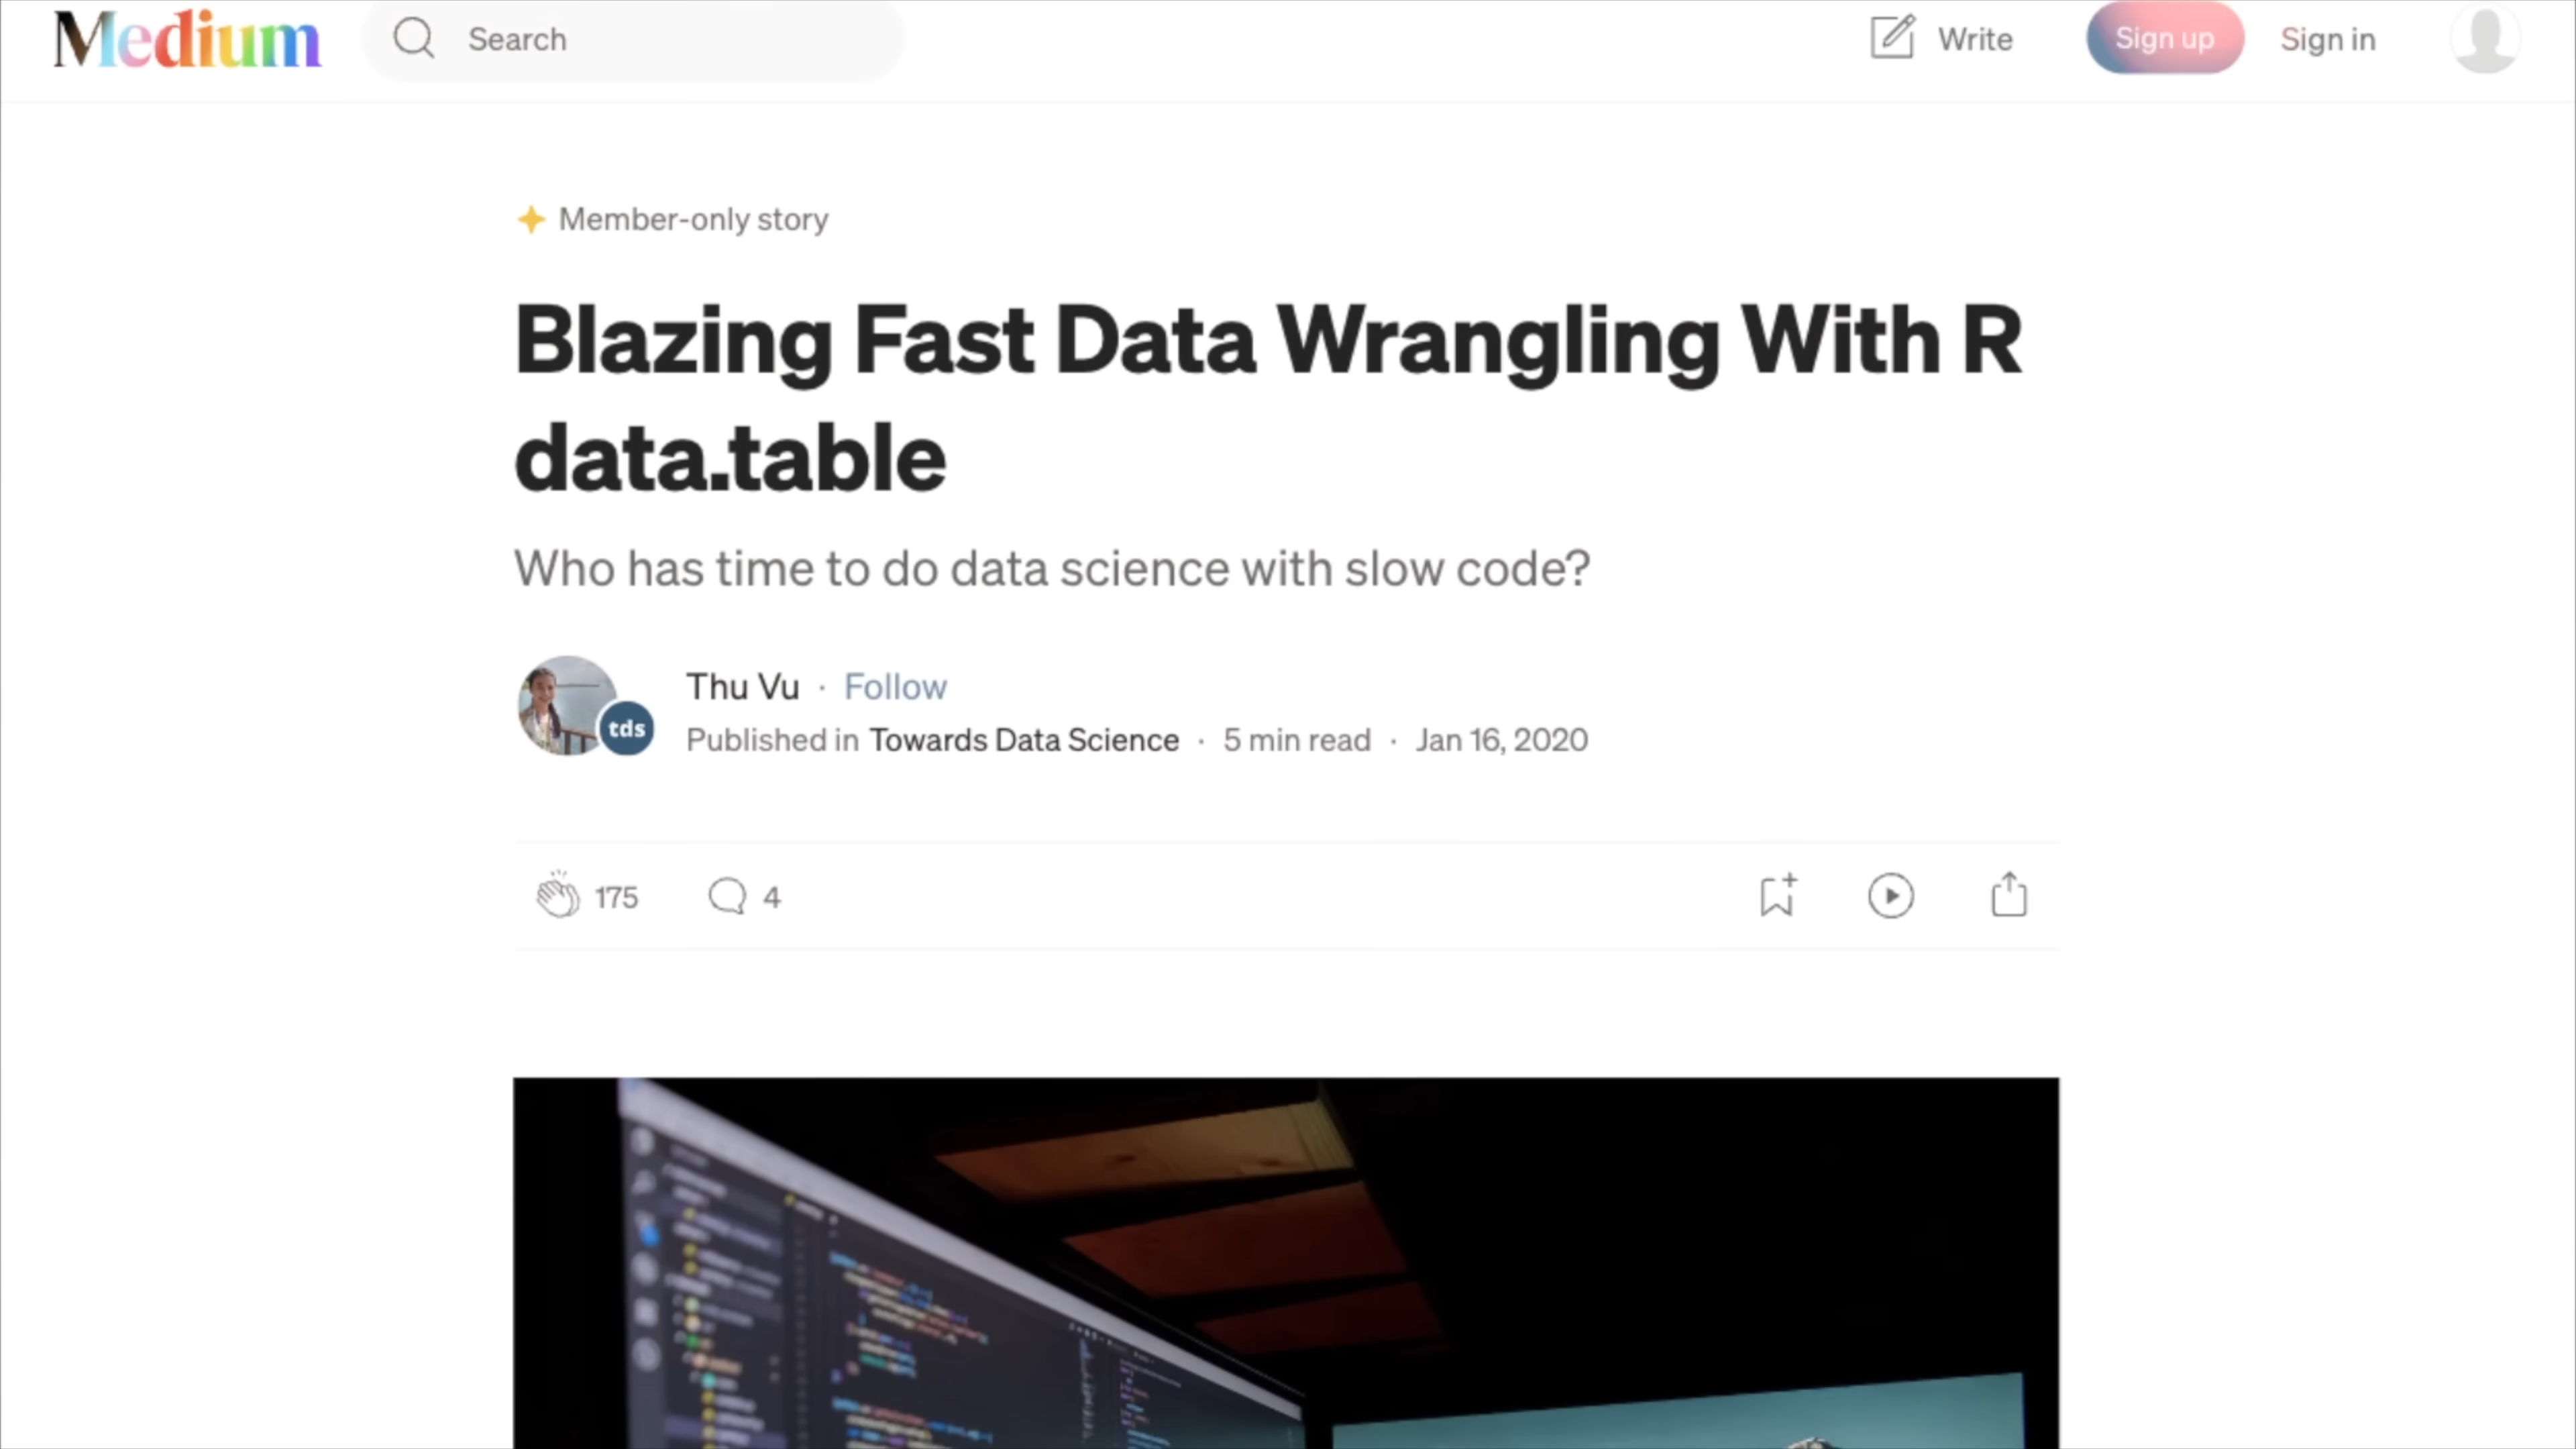 Medium
Search
Write
Sign up
Sign in
Member-only story
Blazing Fast Data Wrangling With R
data.table
Who has time to do data science with slow code?
Thu Vu · Follow
tds
Published in Towards Data Science · 5 min read · Jan 16, 2020
175
4